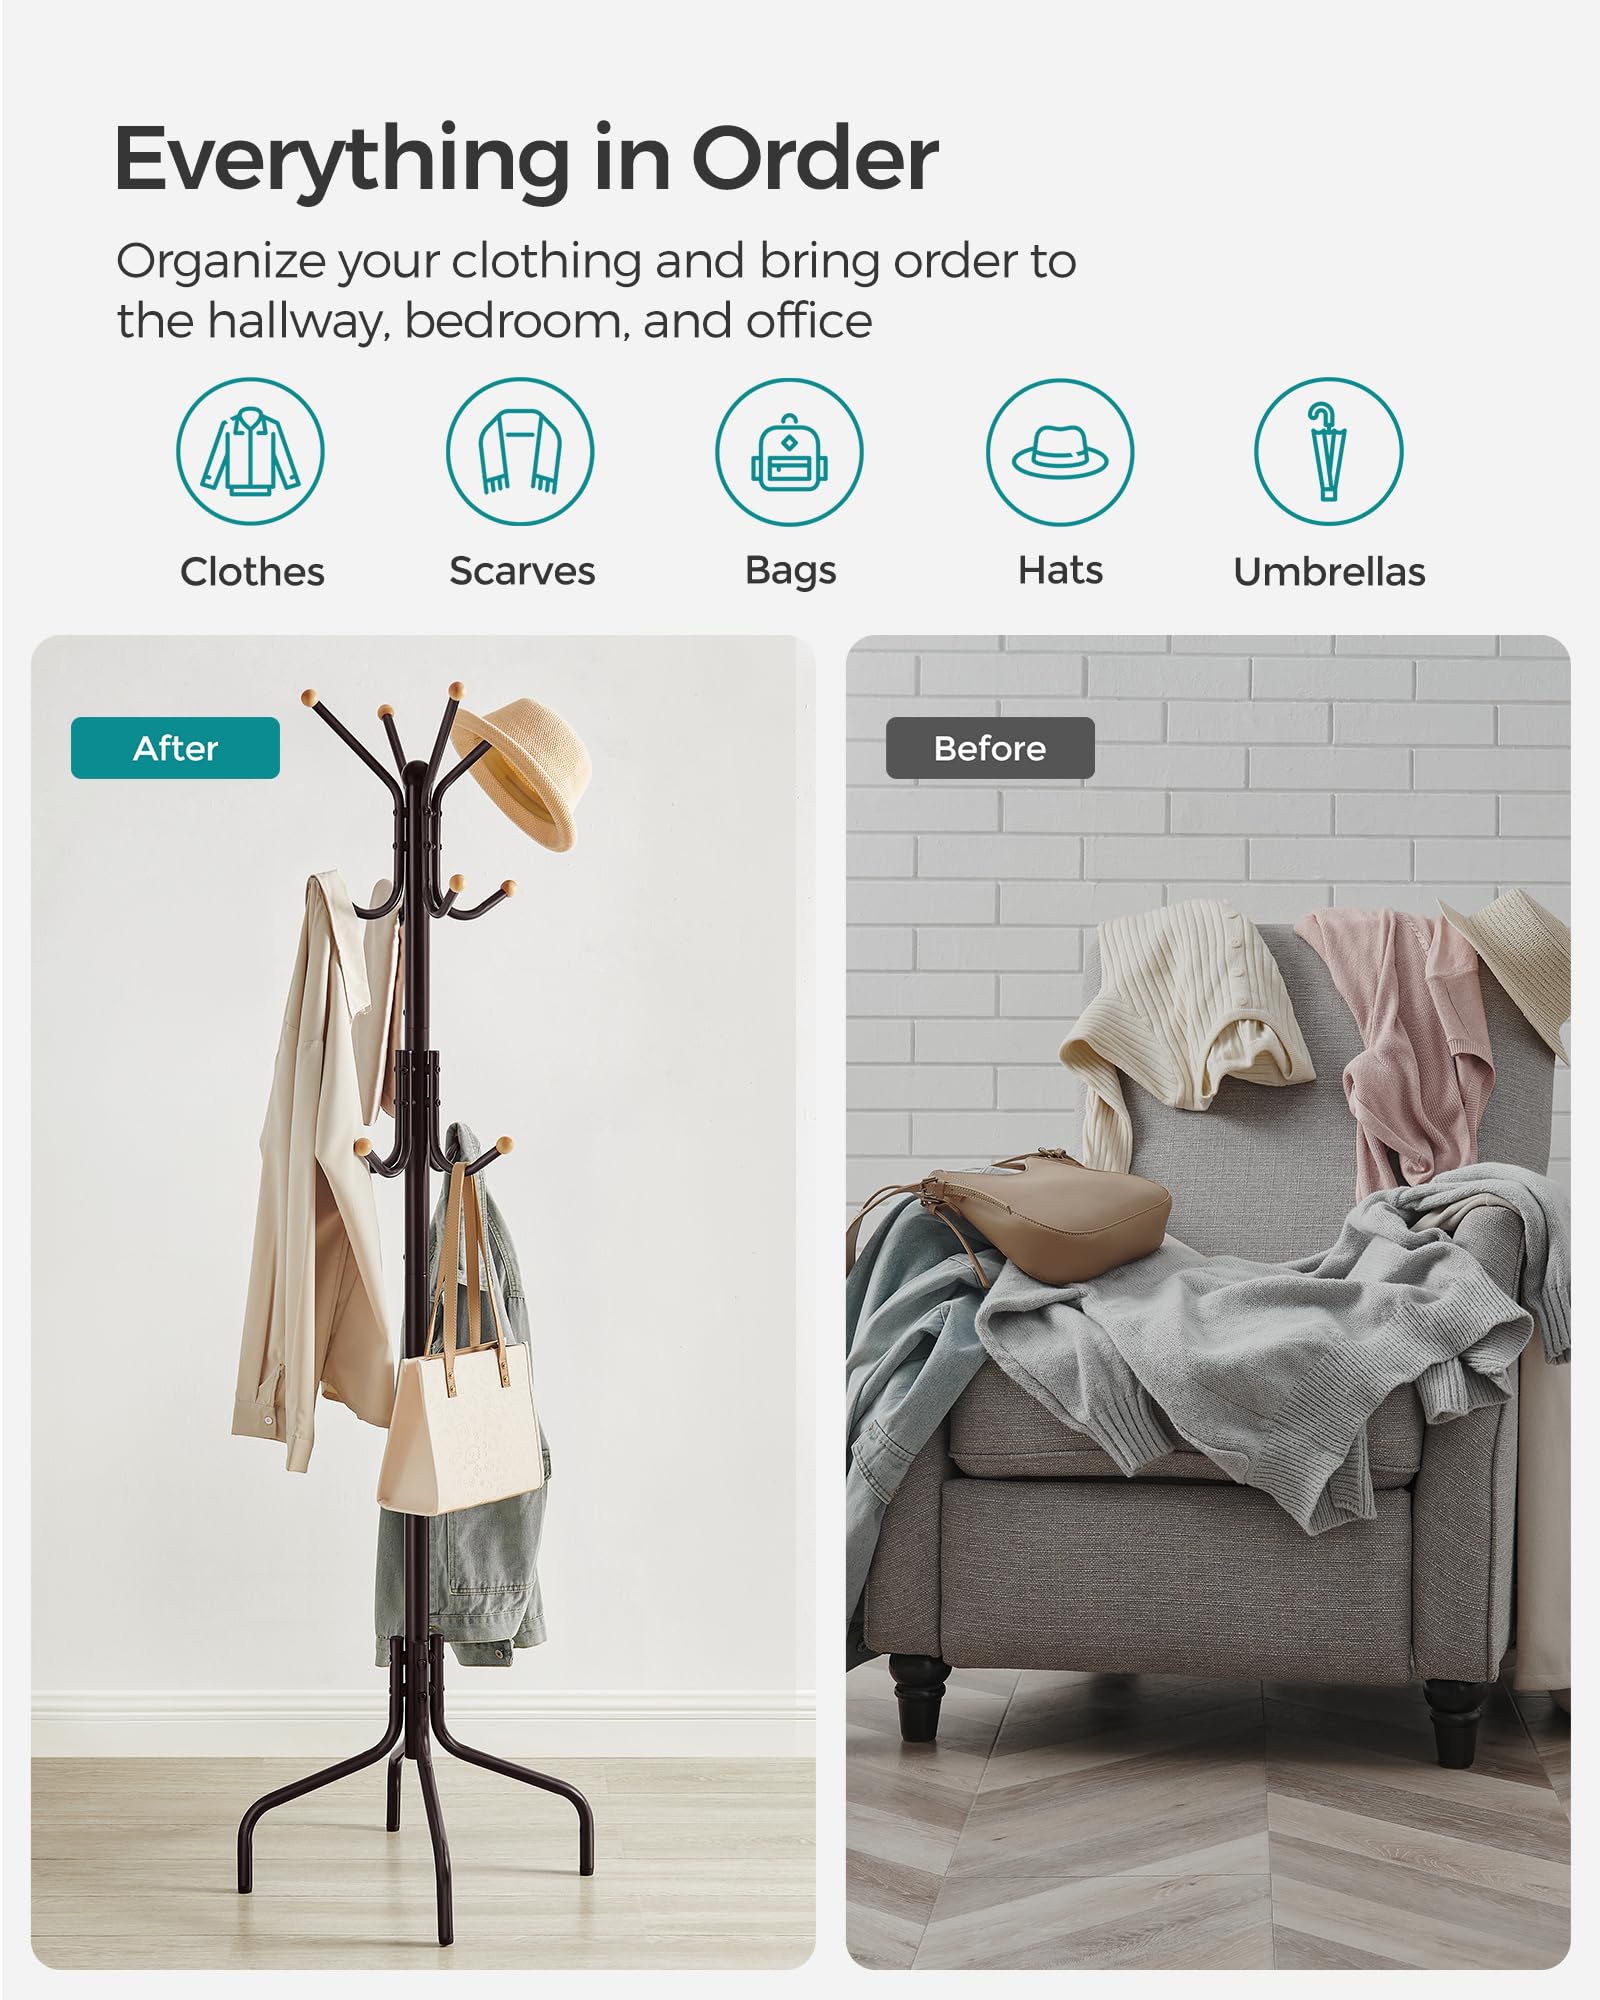 Everything in Order
Organize your clothing and bring order to
the hallway, bedroom, and office
Clothes
Scarves
Bags
Hats
Umbrellas
After
Before